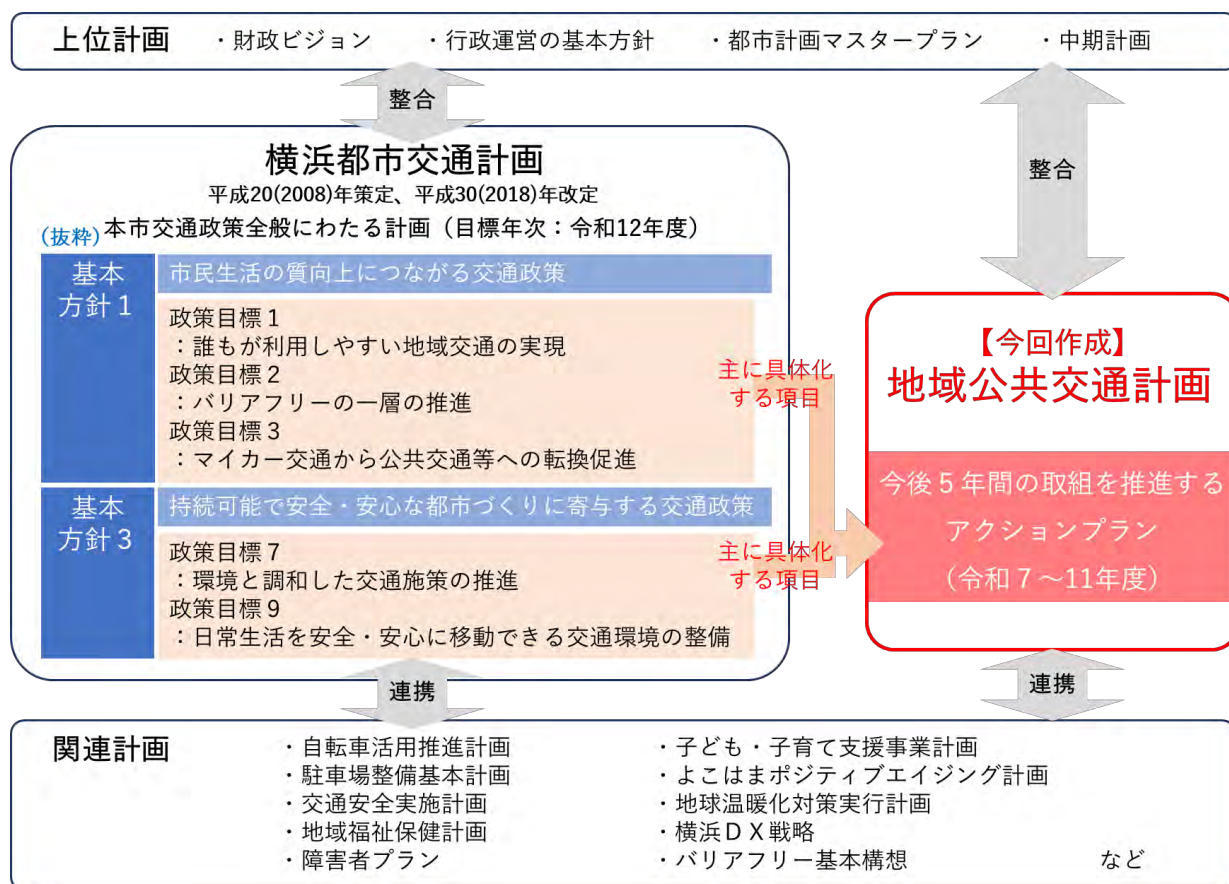 上位計画 ・財政ビジョン ・行政運営の基本方針 ・都市計画マスタープラン ・中期計画
整合
整合
横浜都市交通計画
平成20(2008)年策定、平成30(2018)年改定
(抜粋)本市交通政策全般にわたる計画（目標年次：令和12年度）
基本
方針１
市民生活の質向上につながる交通政策
政策目標１
：誰もが利用しやすい地域交通の実現
政策目標２
：バリアフリーの一層の推進
政策目標３
：マイカー交通から公共交通等への転換促進
主に具体化
する項目
基本
方針３
持続可能で安全・安心な都市づくりに寄与する交通政策
政策目標７
：環境と調和した交通施策の推進
政策目標９
：日常生活を安全・安心に移動できる交通環境の整備
主に具体化
する項目
【今回作成】
地域公共交通計画
今後５年間の取組を推進する
アクションプラン
（令和７～11年度）
連携
連携
関連計画
・自転車活用推進計画
・駐車場整備基本計画
・交通安全実施計画
・地域福祉保健計画
・障害者プラン
・子ども・子育て支援事業計画
・よこはまポジティブエイジング計画
・地球温暖化対策実行計画
・横浜ＤＸ戦略
・バリアフリー基本構想 など